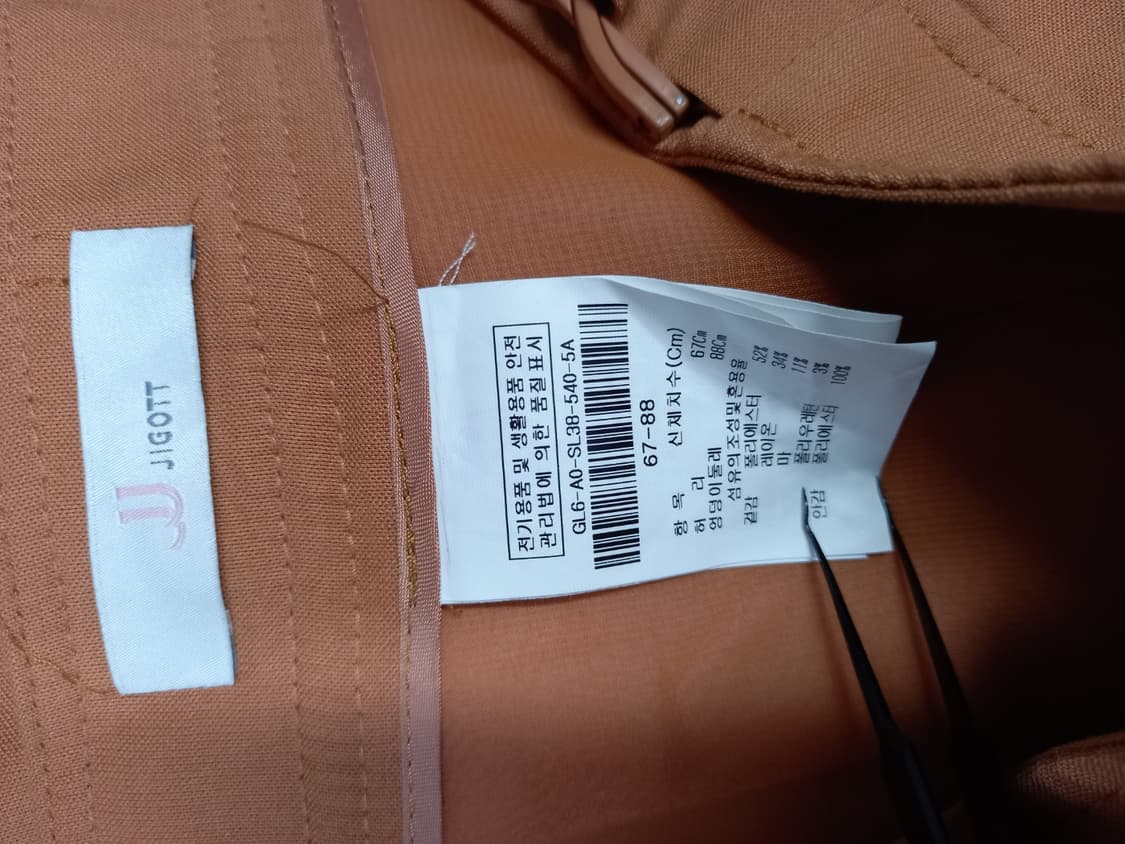 JJ JIGOTT
전기용품 및 생활용품 안전
관리법에 의한 품질 표시
GL6-A0-SL38-540-5A
67-88
항 목 신체치수(Cm)
허 리 67Cm
엉덩이둘레 88Cm
섬유의조성및혼용율
겉감 폴리에스터 52%
레이온 34%
마 11%
폴리우레탄 3%
안감 폴리에스터 100%